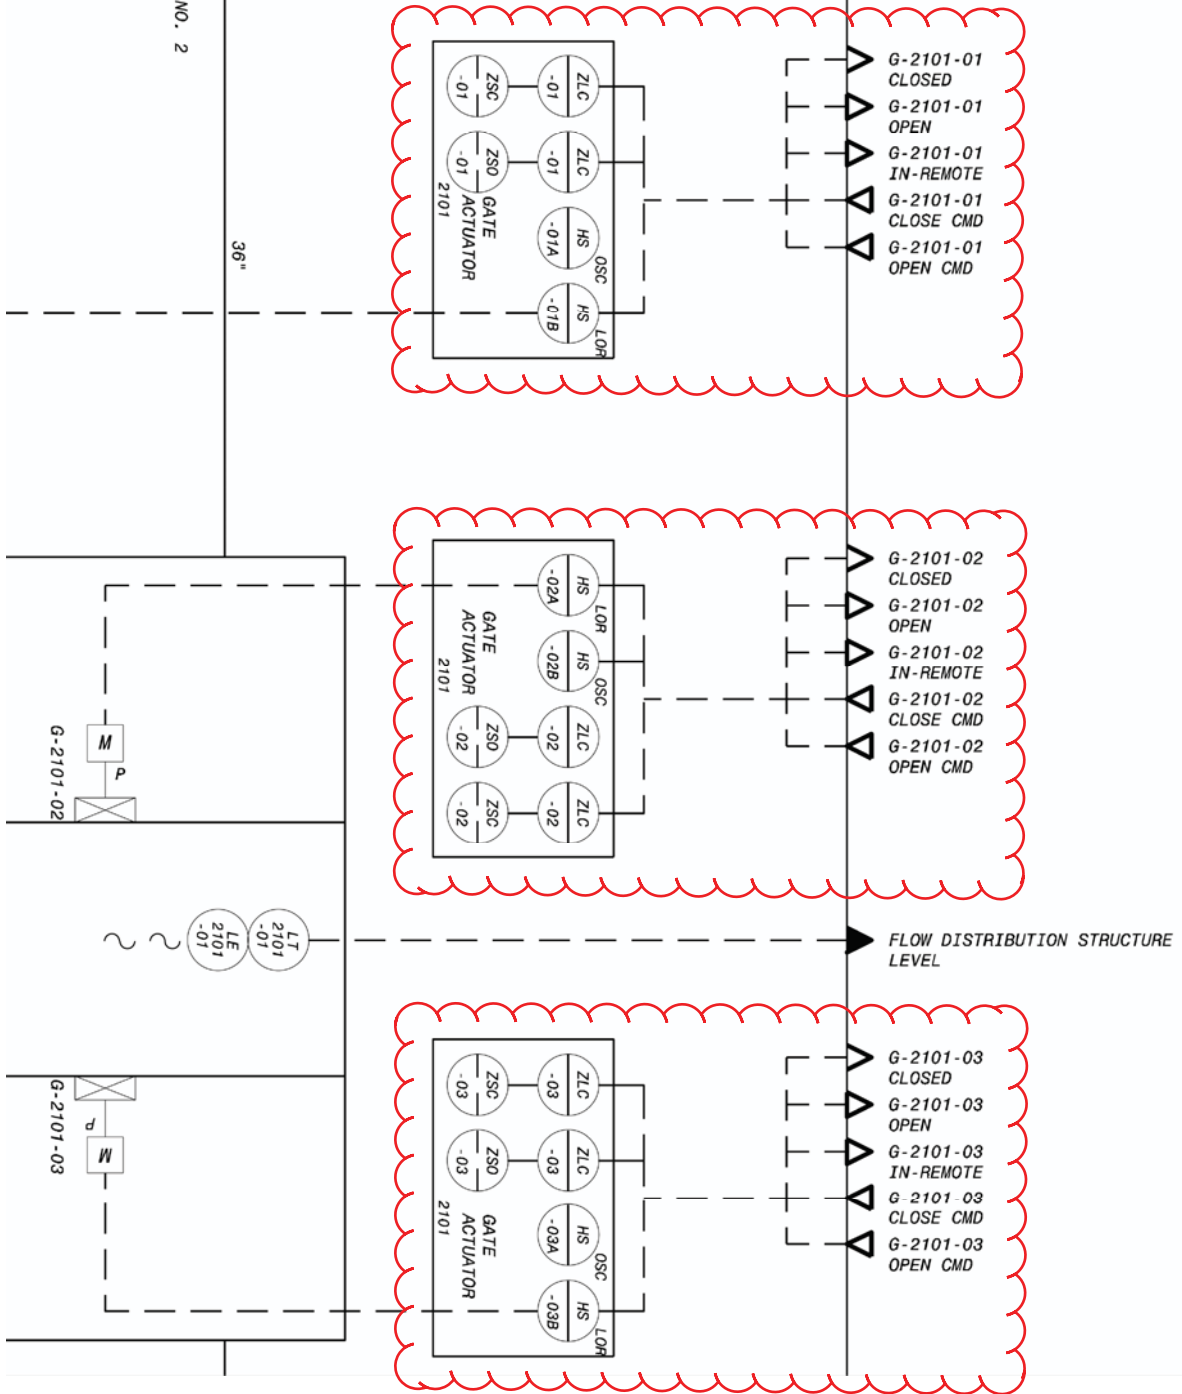 NO. 2
36"
ZSC
-01
ZLC
-01
ZSO
-01
ZLC
-01
HS
-01A
OSC
HS
-01B
LOR
GATE
ACTUATOR
2101
G-2101-01
CLOSED
G-2101-01
OPEN
G-2101-01
IN-REMOTE
G-2101-01
CLOSE CMD
G-2101-01
OPEN CMD
HS
-02A
LOR
HS
-02B
OSC
ZSO
-02
ZLC
-02
ZSC
-02
ZLC
-02
GATE
ACTUATOR
2101
G-2101-02
CLOSED
G-2101-02
OPEN
G-2101-02
IN-REMOTE
G-2101-02
CLOSE CMD
G-2101-02
OPEN CMD
M
P
G-2101-02
LE
2101
-01
LT
2101
-01
FLOW DISTRIBUTION STRUCTURE
LEVEL
G-2101-03
P
M
ZSC
-03
ZLC
-03
ZSO
-03
ZLC
-03
HS
-03A
OSC
HS
-03B
LOR
GATE
ACTUATOR
2101
G-2101-03
CLOSED
G-2101-03
OPEN
G-2101-03
IN-REMOTE
G-2101-03
CLOSE CMD
G-2101-03
OPEN CMD